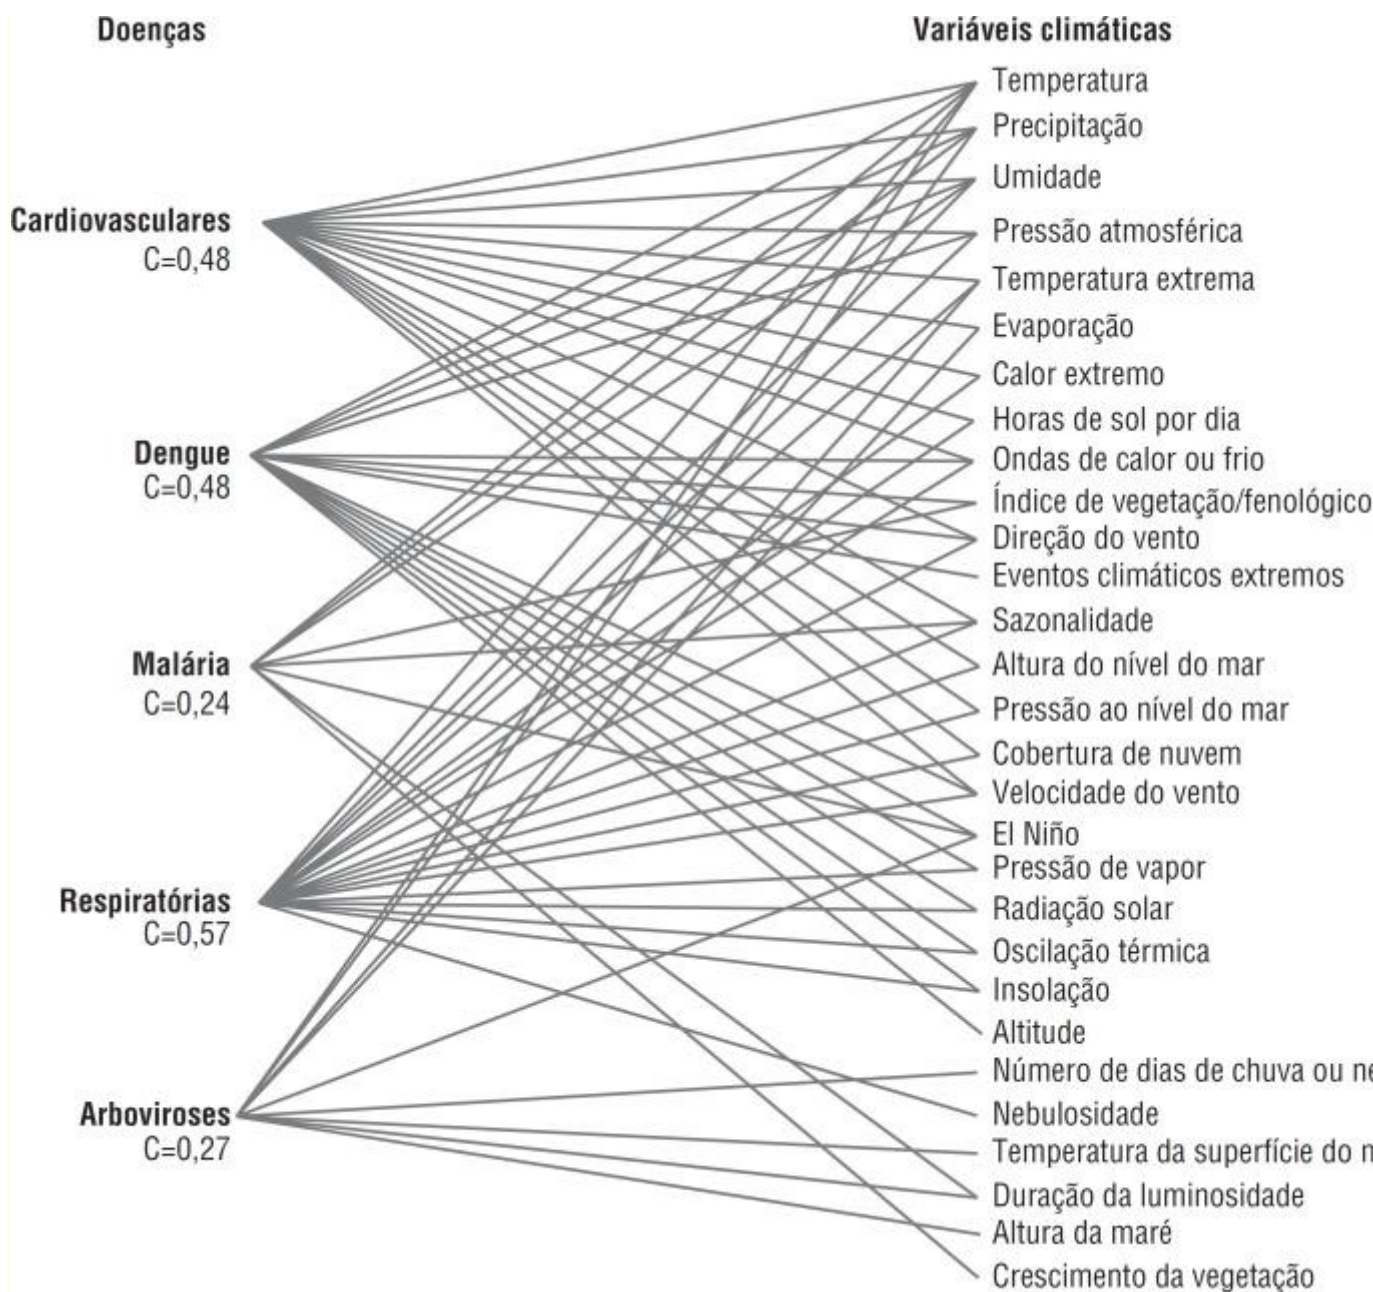 Doenças
Variáveis climáticas
Cardiovasculares
C=0,48
Dengue
C=0,48
Malária
C=0,24
Respiratórias
C=0,57
Arboviroses
C=0,27
Temperatura
Precipitação
Umidade
Pressão atmosférica
Temperatura extrema
Evaporação
Calor extremo
Horas de sol por dia
Ondas de calor ou frio
Índice de vegetação/fenológico
Direção do vento
Eventos climáticos extremos
Sazonalidade
Altura do nível do mar
Pressão ao nível do mar
Cobertura de nuvem
Velocidade do vento
El Niño
Pressão de vapor
Radiação solar
Oscilação térmica
Insolação
Altitude
Número de dias de chuva ou
Nebulosidade
Temperatura da superfície do
Duração da luminosidade
Altura da maré
Crescimento da vegetação